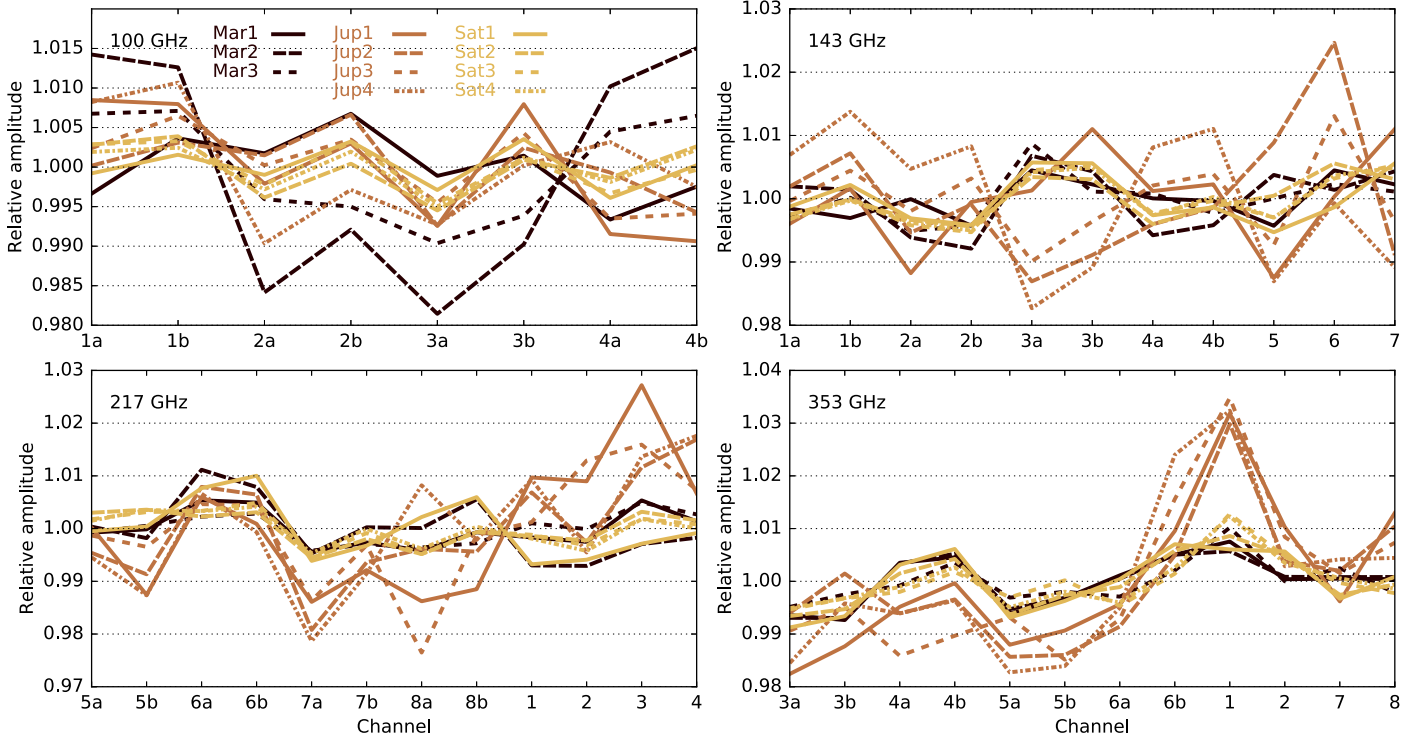 100 GHz
Mar1 Jup1 Sat1
Mar2 Jup2 Sat2
Mar3 Jup3 Sat3
Jup4 Sat4
Relative amplitude
1.015
1.010
1.005
1.000
0.995
0.990
0.985
0.980
1a 1b 2a 2b 3a 3b 4a 4b
143 GHz
Relative amplitude
1.03
1.02
1.01
1.00
0.99
0.98
1a 1b 2a 2b 3a 3b 4a 4b 5 6 7
217 GHz
Relative amplitude
1.03
1.02
1.01
1.00
0.99
0.98
0.97
5a 5b 6a 6b 7a 7b 8a 8b 1 2 3 4
Channel
353 GHz
Relative amplitude
1.04
1.03
1.02
1.01
1.00
0.99
0.98
3a 3b 4a 4b 5a 5b 6a 6b 1 2 7 8
Channel